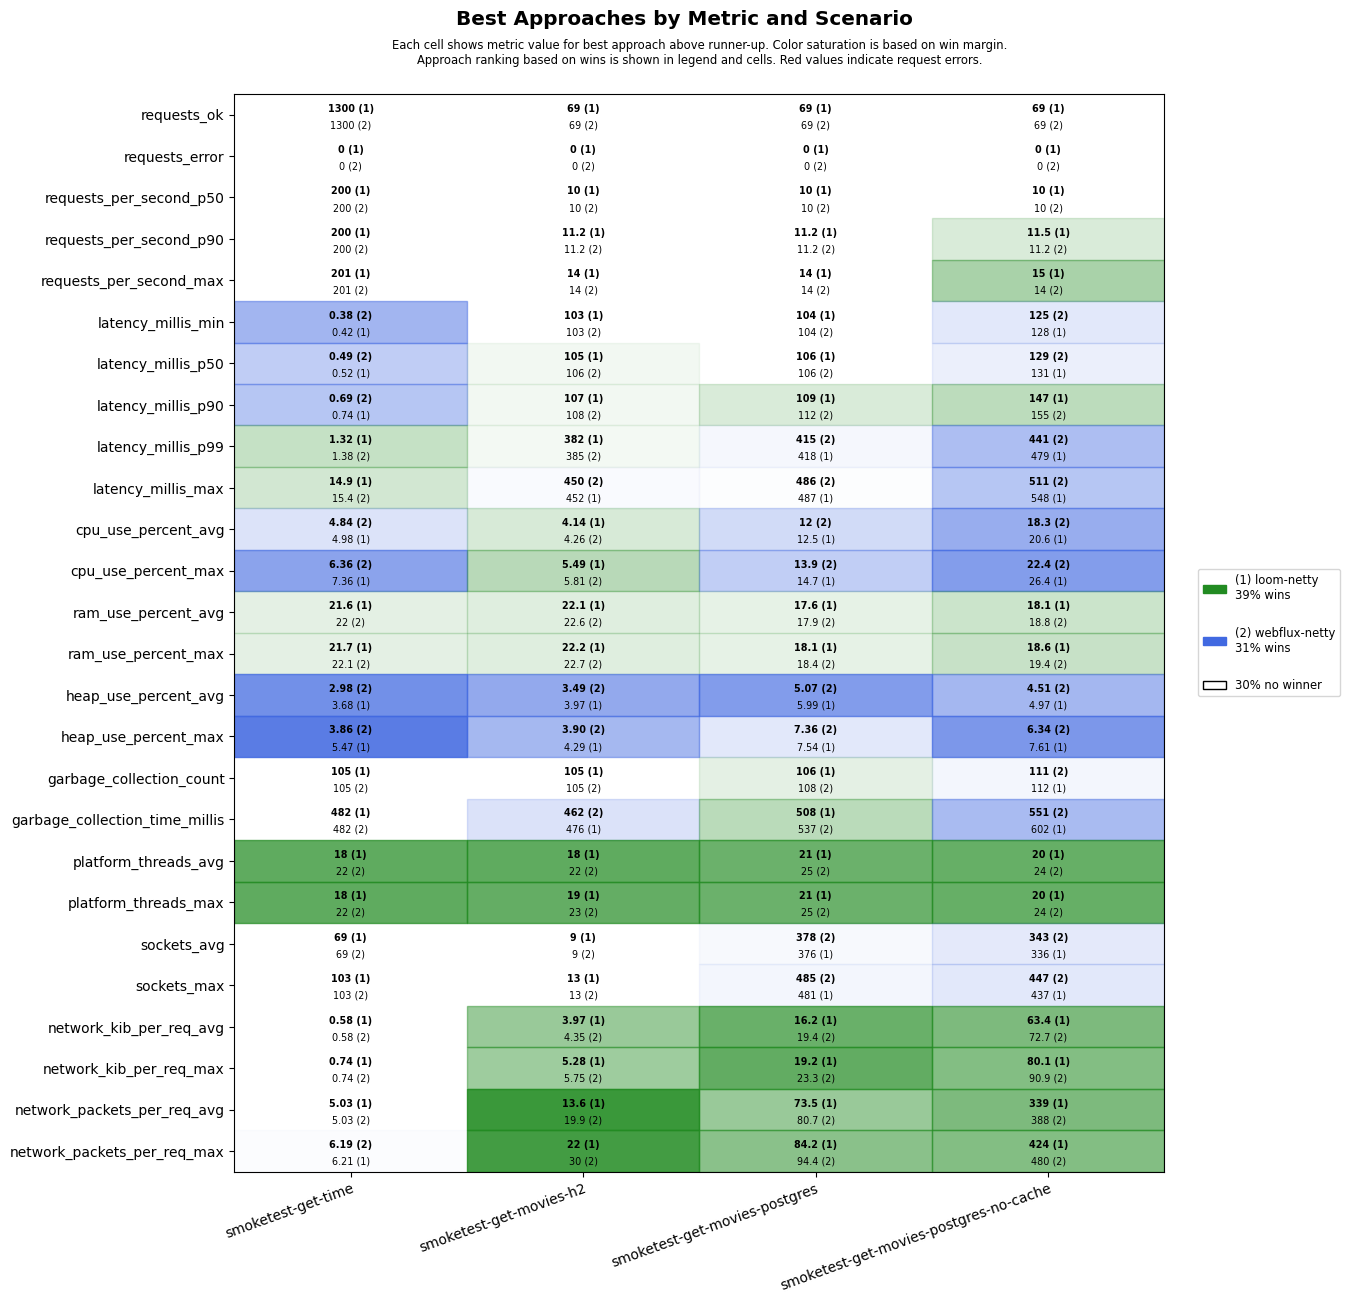 Best Approaches by Metric and Scenario
Each cell shows metric value for best approach above runner-up. Color saturation is based on win margin.
Approach ranking based on wins is shown in legend and cells. Red values indicate request errors.
requests_ok
1300 (1) 69 (1) 69 (1) 69 (1)
1300 (2) 69 (2) 69 (2) 69 (2)
requests_error
0 (1) 0 (1) 0 (1) 0 (1)
0 (2) 0 (2) 0 (2) 0 (2)
requests_per_second_p50
200 (1) 10 (1) 10 (1) 10 (1)
200 (2) 10 (2) 10 (2) 10 (2)
requests_per_second_p90
200 (1) 11.2 (1) 11.2 (1) 11.5 (1)
200 (2) 11.2 (2) 11.2 (2) 11.2 (2)
requests_per_second_max
201 (1) 14 (1) 14 (1) 15 (1)
201 (2) 14 (2) 14 (2) 14 (2)
latency_millis_min
0.38 (2) 103 (1) 104 (1) 125 (2)
0.42 (1) 103 (2) 104 (2) 128 (1)
latency_millis_p50
0.49 (2) 105 (1) 106 (1) 129 (2)
0.52 (1) 106 (2) 106 (2) 131 (1)
latency_millis_p90
0.69 (2) 107 (1) 109 (1) 147 (1)
0.74 (1) 108 (2) 112 (2) 155 (2)
latency_millis_p99
1.32 (1) 382 (1) 415 (2) 441 (2)
1.38 (2) 385 (2) 418 (1) 479 (1)
latency_millis_max
14.9 (1) 450 (2) 486 (2) 511 (2)
15.4 (2) 452 (1) 487 (1) 548 (1)
cpu_use_percent_avg
4.84 (2) 4.14 (1) 12 (2) 18.3 (2)
4.98 (1) 4.26 (2) 12.5 (1) 20.6 (1)
cpu_use_percent_max
6.36 (2) 5.49 (1) 13.9 (2) 22.4 (2)
7.36 (1) 5.81 (2) 14.7 (1) 26.4 (1)
ram_use_percent_avg
21.6 (1) 22.1 (1) 17.6 (1) 18.1 (1)
22 (2) 22.6 (2) 17.9 (2) 18.8 (2)
ram_use_percent_max
21.7 (1) 22.2 (1) 18.1 (1) 18.6 (1)
22.1 (2) 22.7 (2) 18.4 (2) 19.4 (2)
heap_use_percent_avg
2.98 (2) 3.49 (2) 5.07 (2) 4.51 (2)
3.68 (1) 3.97 (1) 5.99 (1) 4.97 (1)
heap_use_percent_max
3.86 (2) 3.90 (2) 7.36 (2) 6.34 (2)
5.47 (1) 4.29 (1) 7.54 (1) 7.61 (1)
garbage_collection_count
105 (1) 105 (1) 106 (1) 111 (2)
105 (2) 105 (2) 108 (2) 112 (1)
garbage_collection_time_millis
482 (1) 462 (2) 508 (1) 551 (2)
482 (2) 476 (1) 537 (2) 602 (1)
platform_threads_avg
18 (1) 18 (1) 21 (1) 20 (1)
22 (2) 22 (2) 25 (2) 24 (2)
platform_threads_max
18 (1) 19 (1) 21 (1) 20 (1)
22 (2) 23 (2) 25 (2) 24 (2)
sockets_avg
69 (1) 9 (1) 378 (2) 343 (2)
69 (2) 9 (2) 376 (1) 336 (1)
sockets_max
103 (1) 13 (1) 485 (2) 447 (2)
103 (2) 13 (2) 481 (1) 437 (1)
network_kib_per_req_avg
0.58 (1) 3.97 (1) 16.2 (1) 63.4 (1)
0.58 (2) 4.35 (2) 19.4 (2) 72.7 (2)
network_kib_per_req_max
0.74 (1) 5.28 (1) 19.2 (1) 80.1 (1)
0.74 (2) 5.75 (2) 23.3 (2) 90.9 (2)
network_packets_per_req_avg
5.03 (1) 13.6 (1) 73.5 (1) 339 (1)
5.03 (2) 19.9 (2) 80.7 (2) 388 (2)
network_packets_per_req_max
6.19 (2) 22 (1) 84.2 (1) 424 (1)
6.21 (1) 30 (2) 94.4 (2) 480 (2)
smoketest-get-time
smoketest-get-movies-h2
smoketest-get-movies-postgres
smoketest-get-movies-postgres-no-cache
(1) loom-netty
39% wins
(2) webflux-netty
31% wins
30% no winner